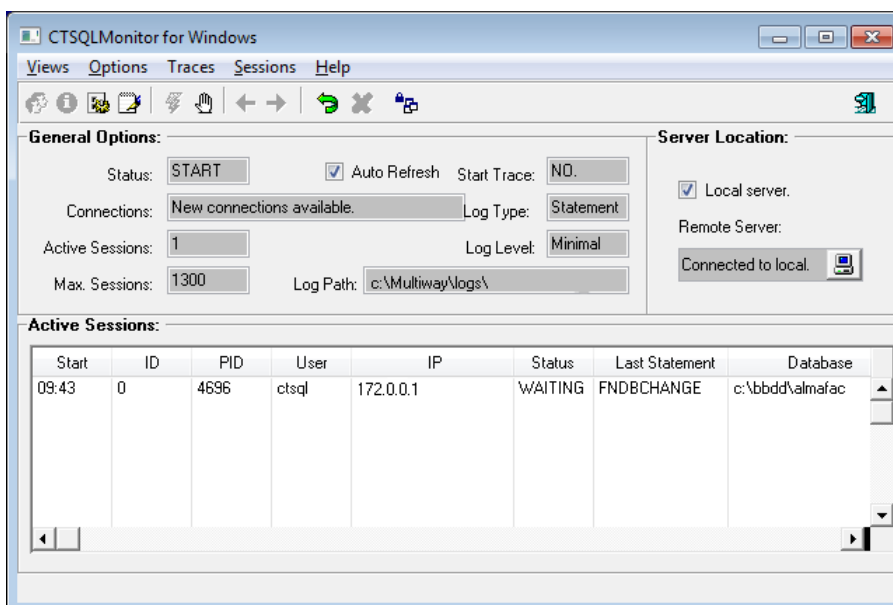 CTSQLMonitor for Windows
Views Options Traces Sessions Help
General Options:
Status: START Auto Refresh Start Trace: NO.
Connections: New connections available. Log Type: Statement
Active Sessions: 1 Log Level: Minimal
Max. Sessions: 1300 Log Path: c:\Multiway\logs\
Server Location:
Local server.
Remote Server:
Connected to local.
Active Sessions:
Start ID PID User IP Status Last Statement Database
09:43 0 4696 ctsql 172.0.0.1 WAITING FNDBCHANGE c:\bbdd\almafac